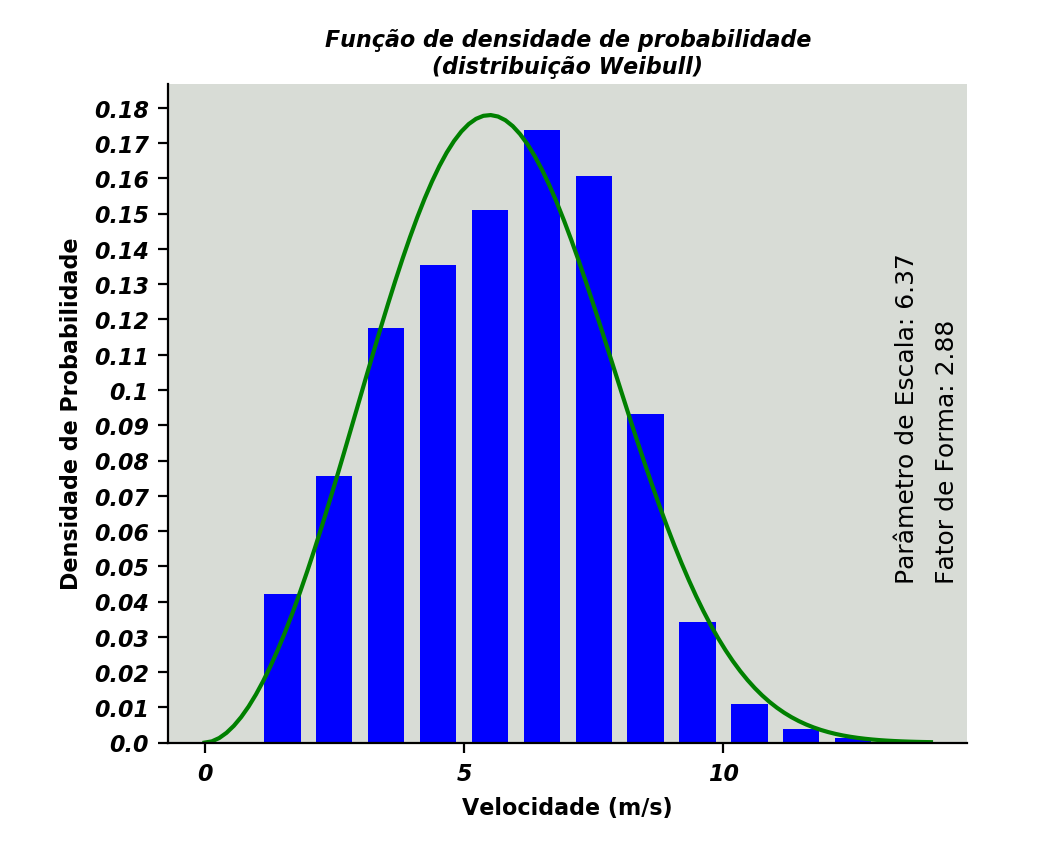 Função de densidade de probabilidade
(distribuição Weibull)
0.18
0.17
0.16
0.15
0.14
0.13
0.12
0.11
0.1
0.09
0.08
0.07
0.06
0.05
0.04
0.03
0.02
0.01
0.0
Densidade de Probabilidade
Parâmetro de Escala: 6.37
Fator de Forma: 2.88
0 5 10
Velocidade (m/s)